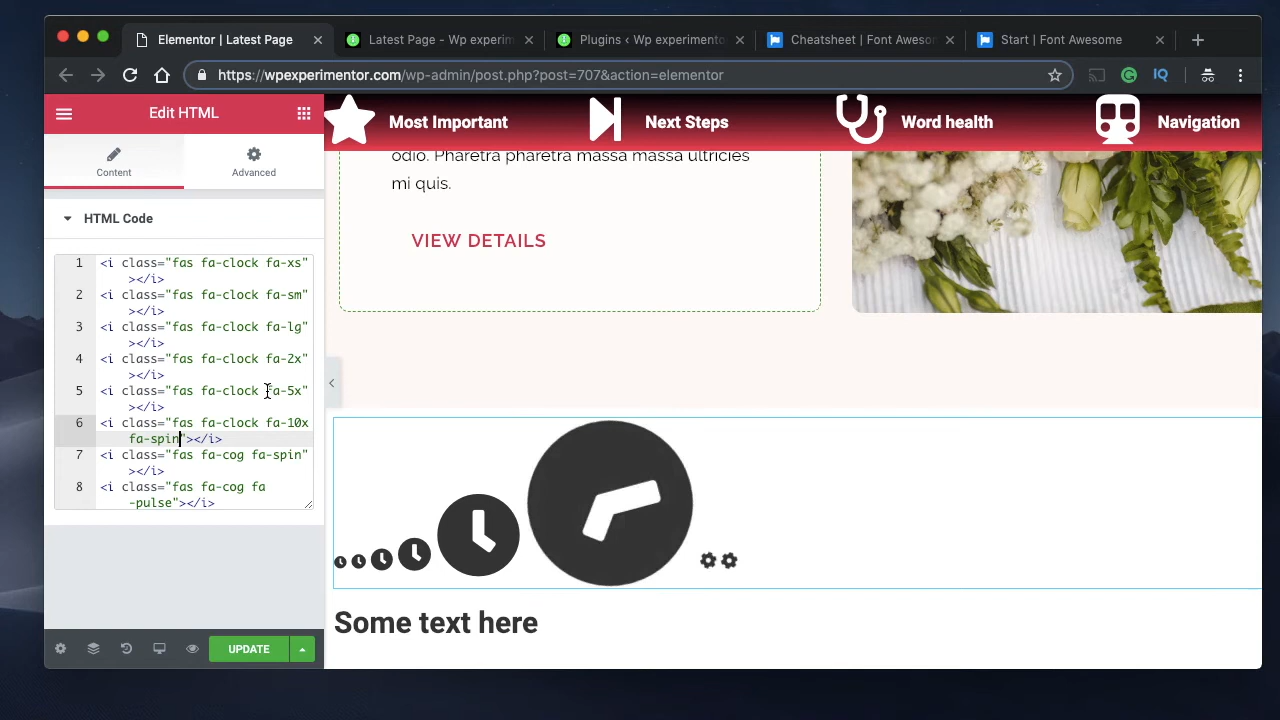 Elementor | Latest Page
Latest Page - Wp experim
Plugins ‹ Wp experimento
Cheatsheet | Font Aweson
Start | Font Awesome
https://wpexperimentor.com/wp-admin/post.php?post=707&action=elementor
IQ
Edit HTML
Content
Advanced
HTML Code
1 <i class="fas fa-clock fa-xs"
></i>
2 <i class="fas fa-clock fa-sm"
></i>
3 <i class="fas fa-clock fa-lg"
></i>
4 <i class="fas fa-clock fa-2x"
></i>
5 <i class="fas fa-clock fa-5x"
></i>
6 <i class="fas fa-clock fa-10x
fa-spin"></i>
7 <i class="fas fa-cog fa-spin"
></i>
8 <i class="fas fa-cog fa
-pulse"></i>
UPDATE
Most Important
Next Steps
Word health
Navigation
odio. Pharetra pharetra massa massa ultricies
mi quis.
VIEW DETAILS
Some text here